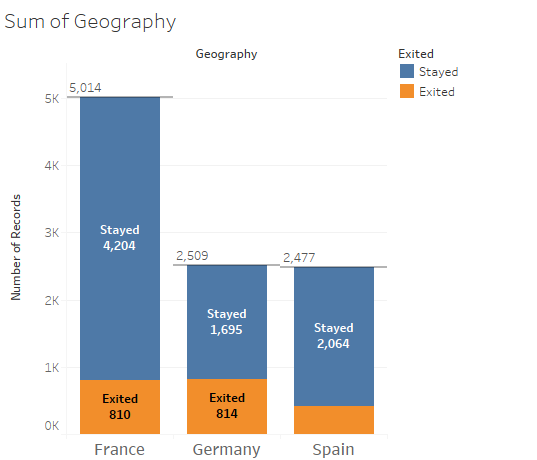 Sum of Geography
Geography
Exited
Stayed
Exited
Number of Records
5K
4K
3K
2K
1K
0K
5,014
Stayed
4,204
Exited
810
2,509
Stayed
1,695
Exited
814
2,477
Stayed
2,064
France
Germany
Spain